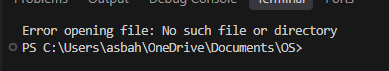 Problems Output Debug Console Terminal Ports
Error opening file: No such file or directory
PS C:\Users\asbah\OneDrive\Documents\OS>